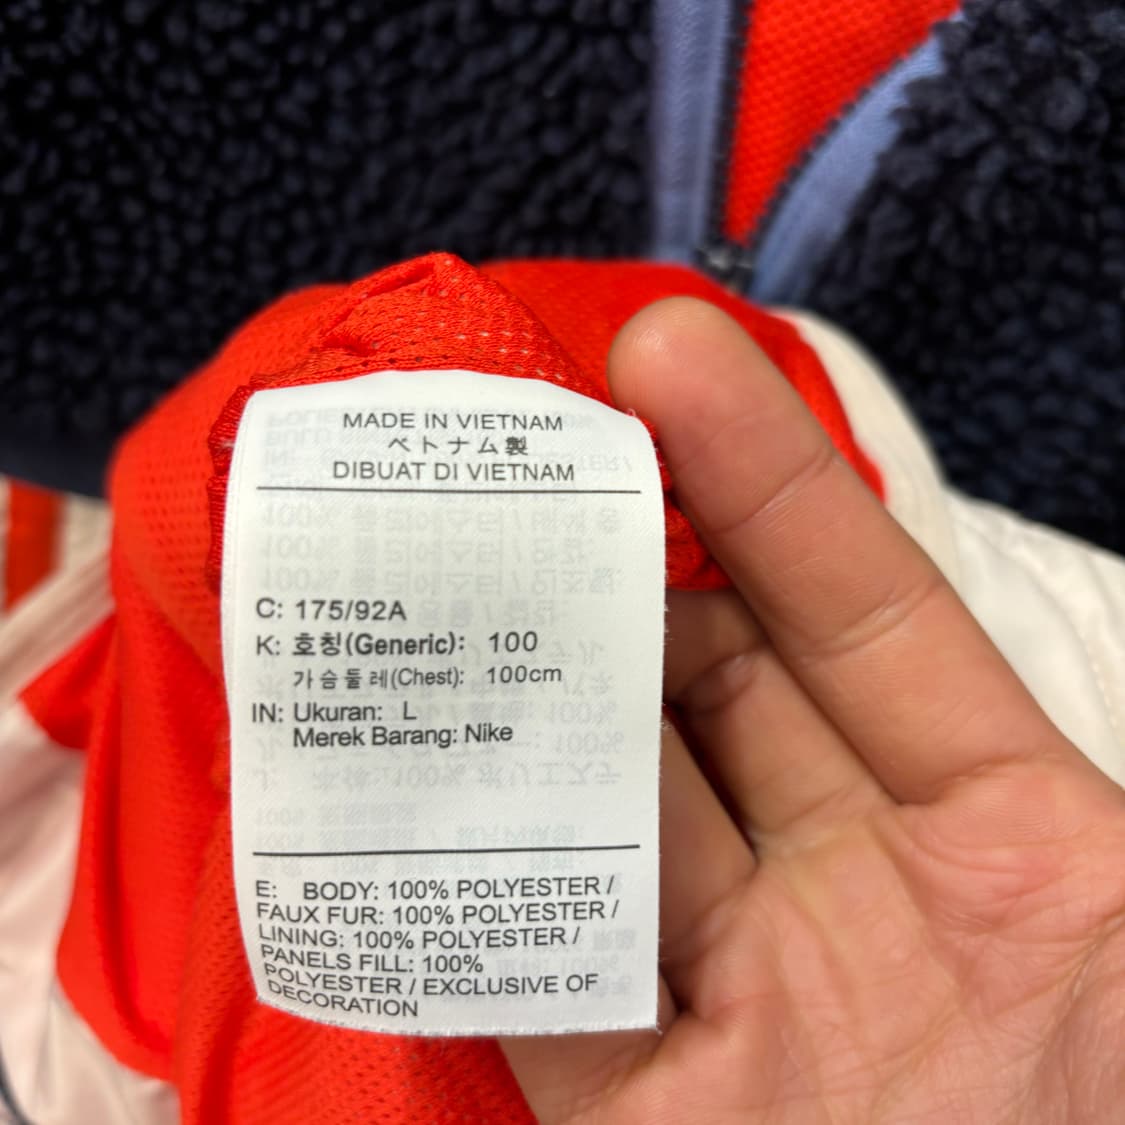 MADE IN VIETNAM
ベトナム製
DIBUAT DI VIETNAM
C: 175/92A
K: 호칭(Generic): 100
가슴둘레(Chest): 100cm
IN: Ukuran: L
Merek Barang: Nike
E: BODY: 100% POLYESTER /
FAUX FUR: 100% POLYESTER /
LINING: 100% POLYESTER /
PANELS FILL: 100%
POLYESTER / EXCLUSIVE OF
DECORATION